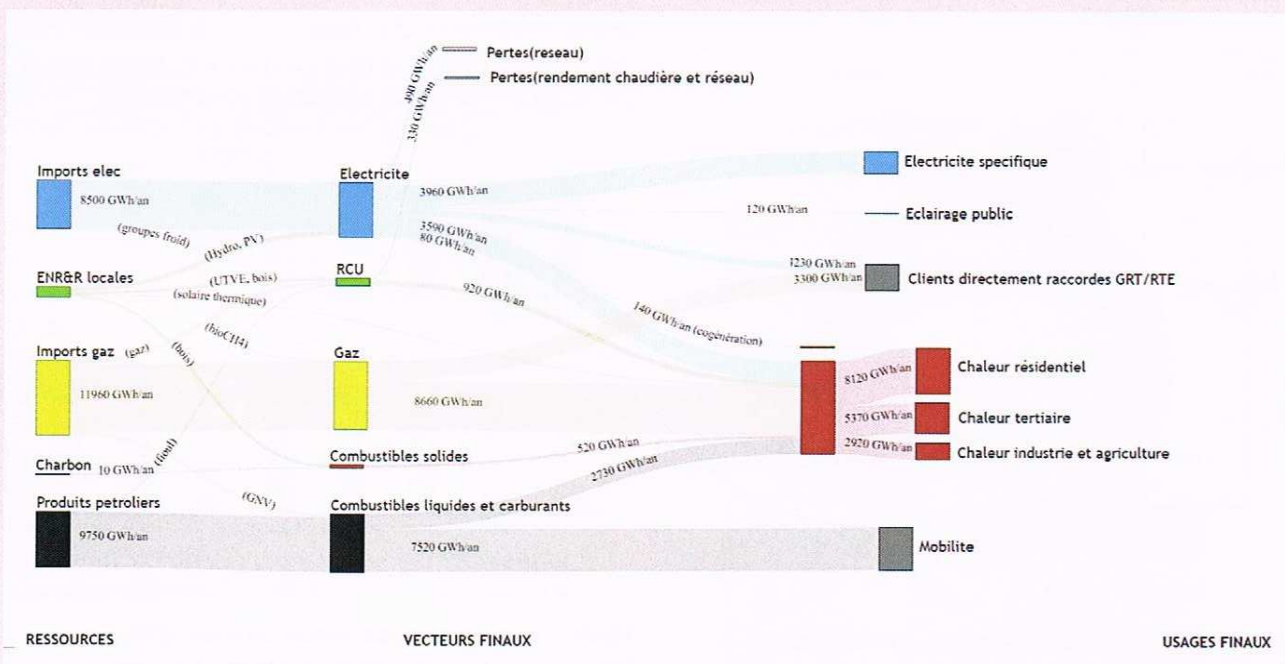 Pertes(reseau)
Pertes(rendement chaudière et réseau)
490 GWh/an
330 GWh/an
Imports elec
8500 GWh/an
Electricite
3960 GWh/an
Electricite specifique
120 GWh/an
Eclairage public
(groupes froid)
(Hydro, PV)
3590 GWh/an
80 GWh/an
3230 GWh/an
3300 GWh/an
Clients directement raccordes GRT/RTE
ENR&R locales
(UTVE, bois)
(solaire thermique)
RCU
920 GWh/an
140 GWh/an (cogénération)
(bioCH4)
Imports gaz
(gaz)
(bois)
11960 GWh/an
Gaz
8660 GWh/an
8120 GWh/an
Chaleur résidentiel
5370 GWh/an
Chaleur tertiaire
2920 GWh/an
Chaleur industrie et agriculture
Charbon
10 GWh/an
(fioul)
Combustibles solides
520 GWh/an
2730 GWh/an
Produits petroliers
(GNV)
9750 GWh/an
Combustibles liquides et carburants
7520 GWh/an
Mobilite
RESSOURCES
VECTEURS FINAUX
USAGES FINAUX